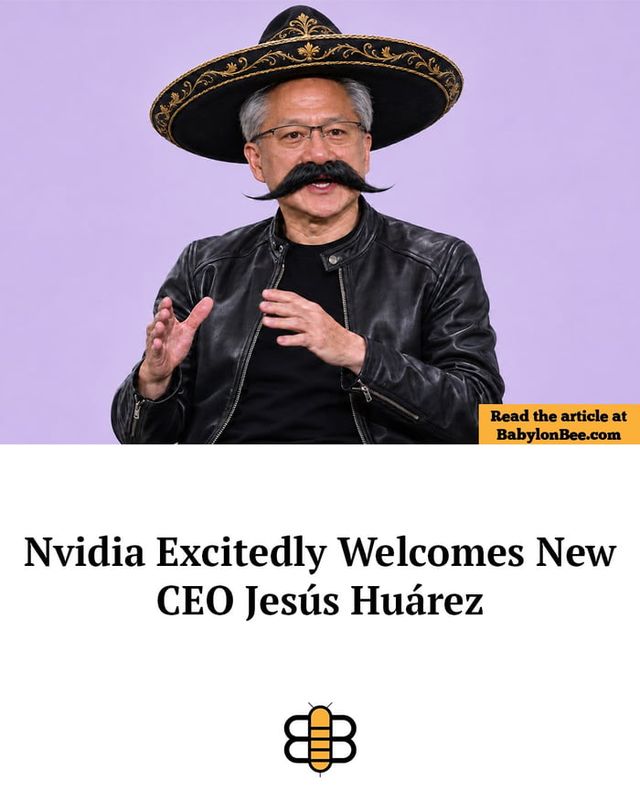 Read the article at
BabylonBee.com
Nvidia Excitedly Welcomes New
CEO Jesús Huárez